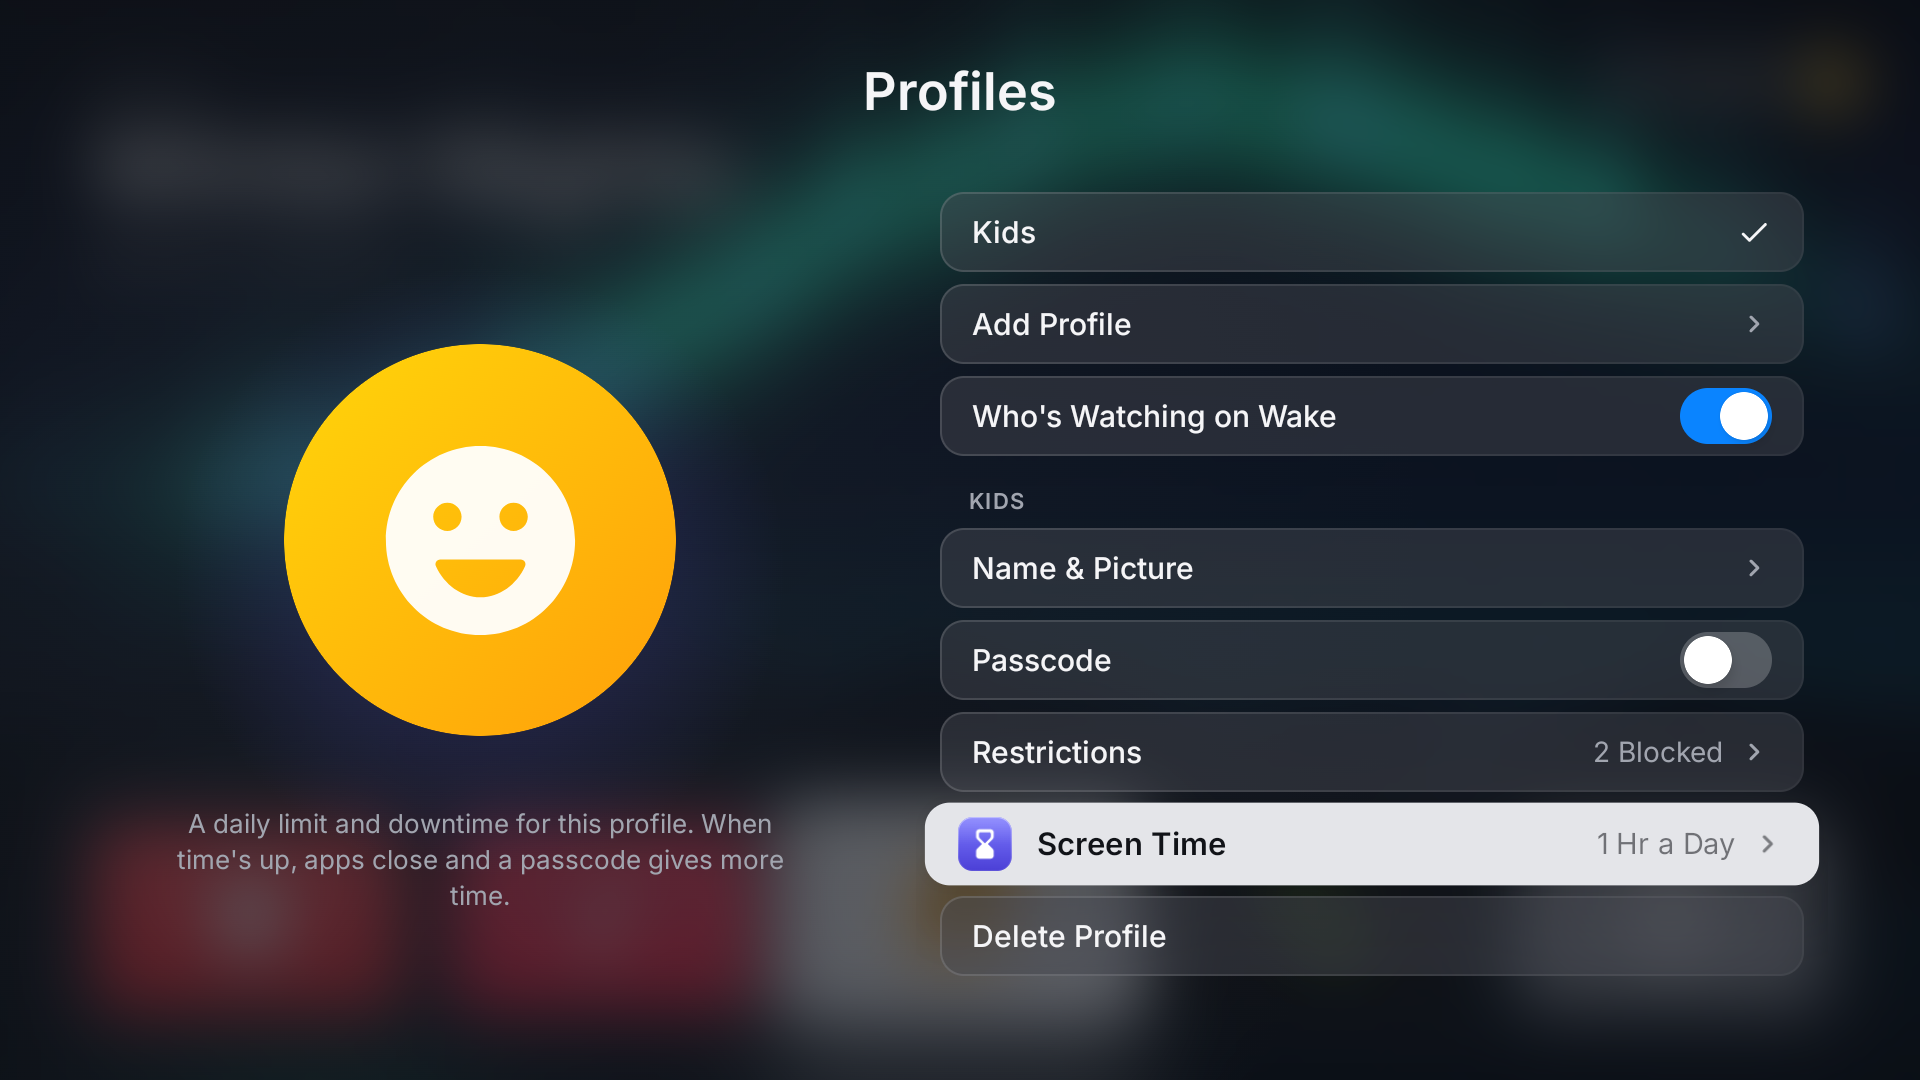 Profiles
Kids
Add Profile
Who's Watching on Wake
KIDS
Name & Picture
Passcode
Restrictions 2 Blocked
Screen Time 1 Hr a Day
Delete Profile
A daily limit and downtime for this profile. When
time's up, apps close and a passcode gives more
time.